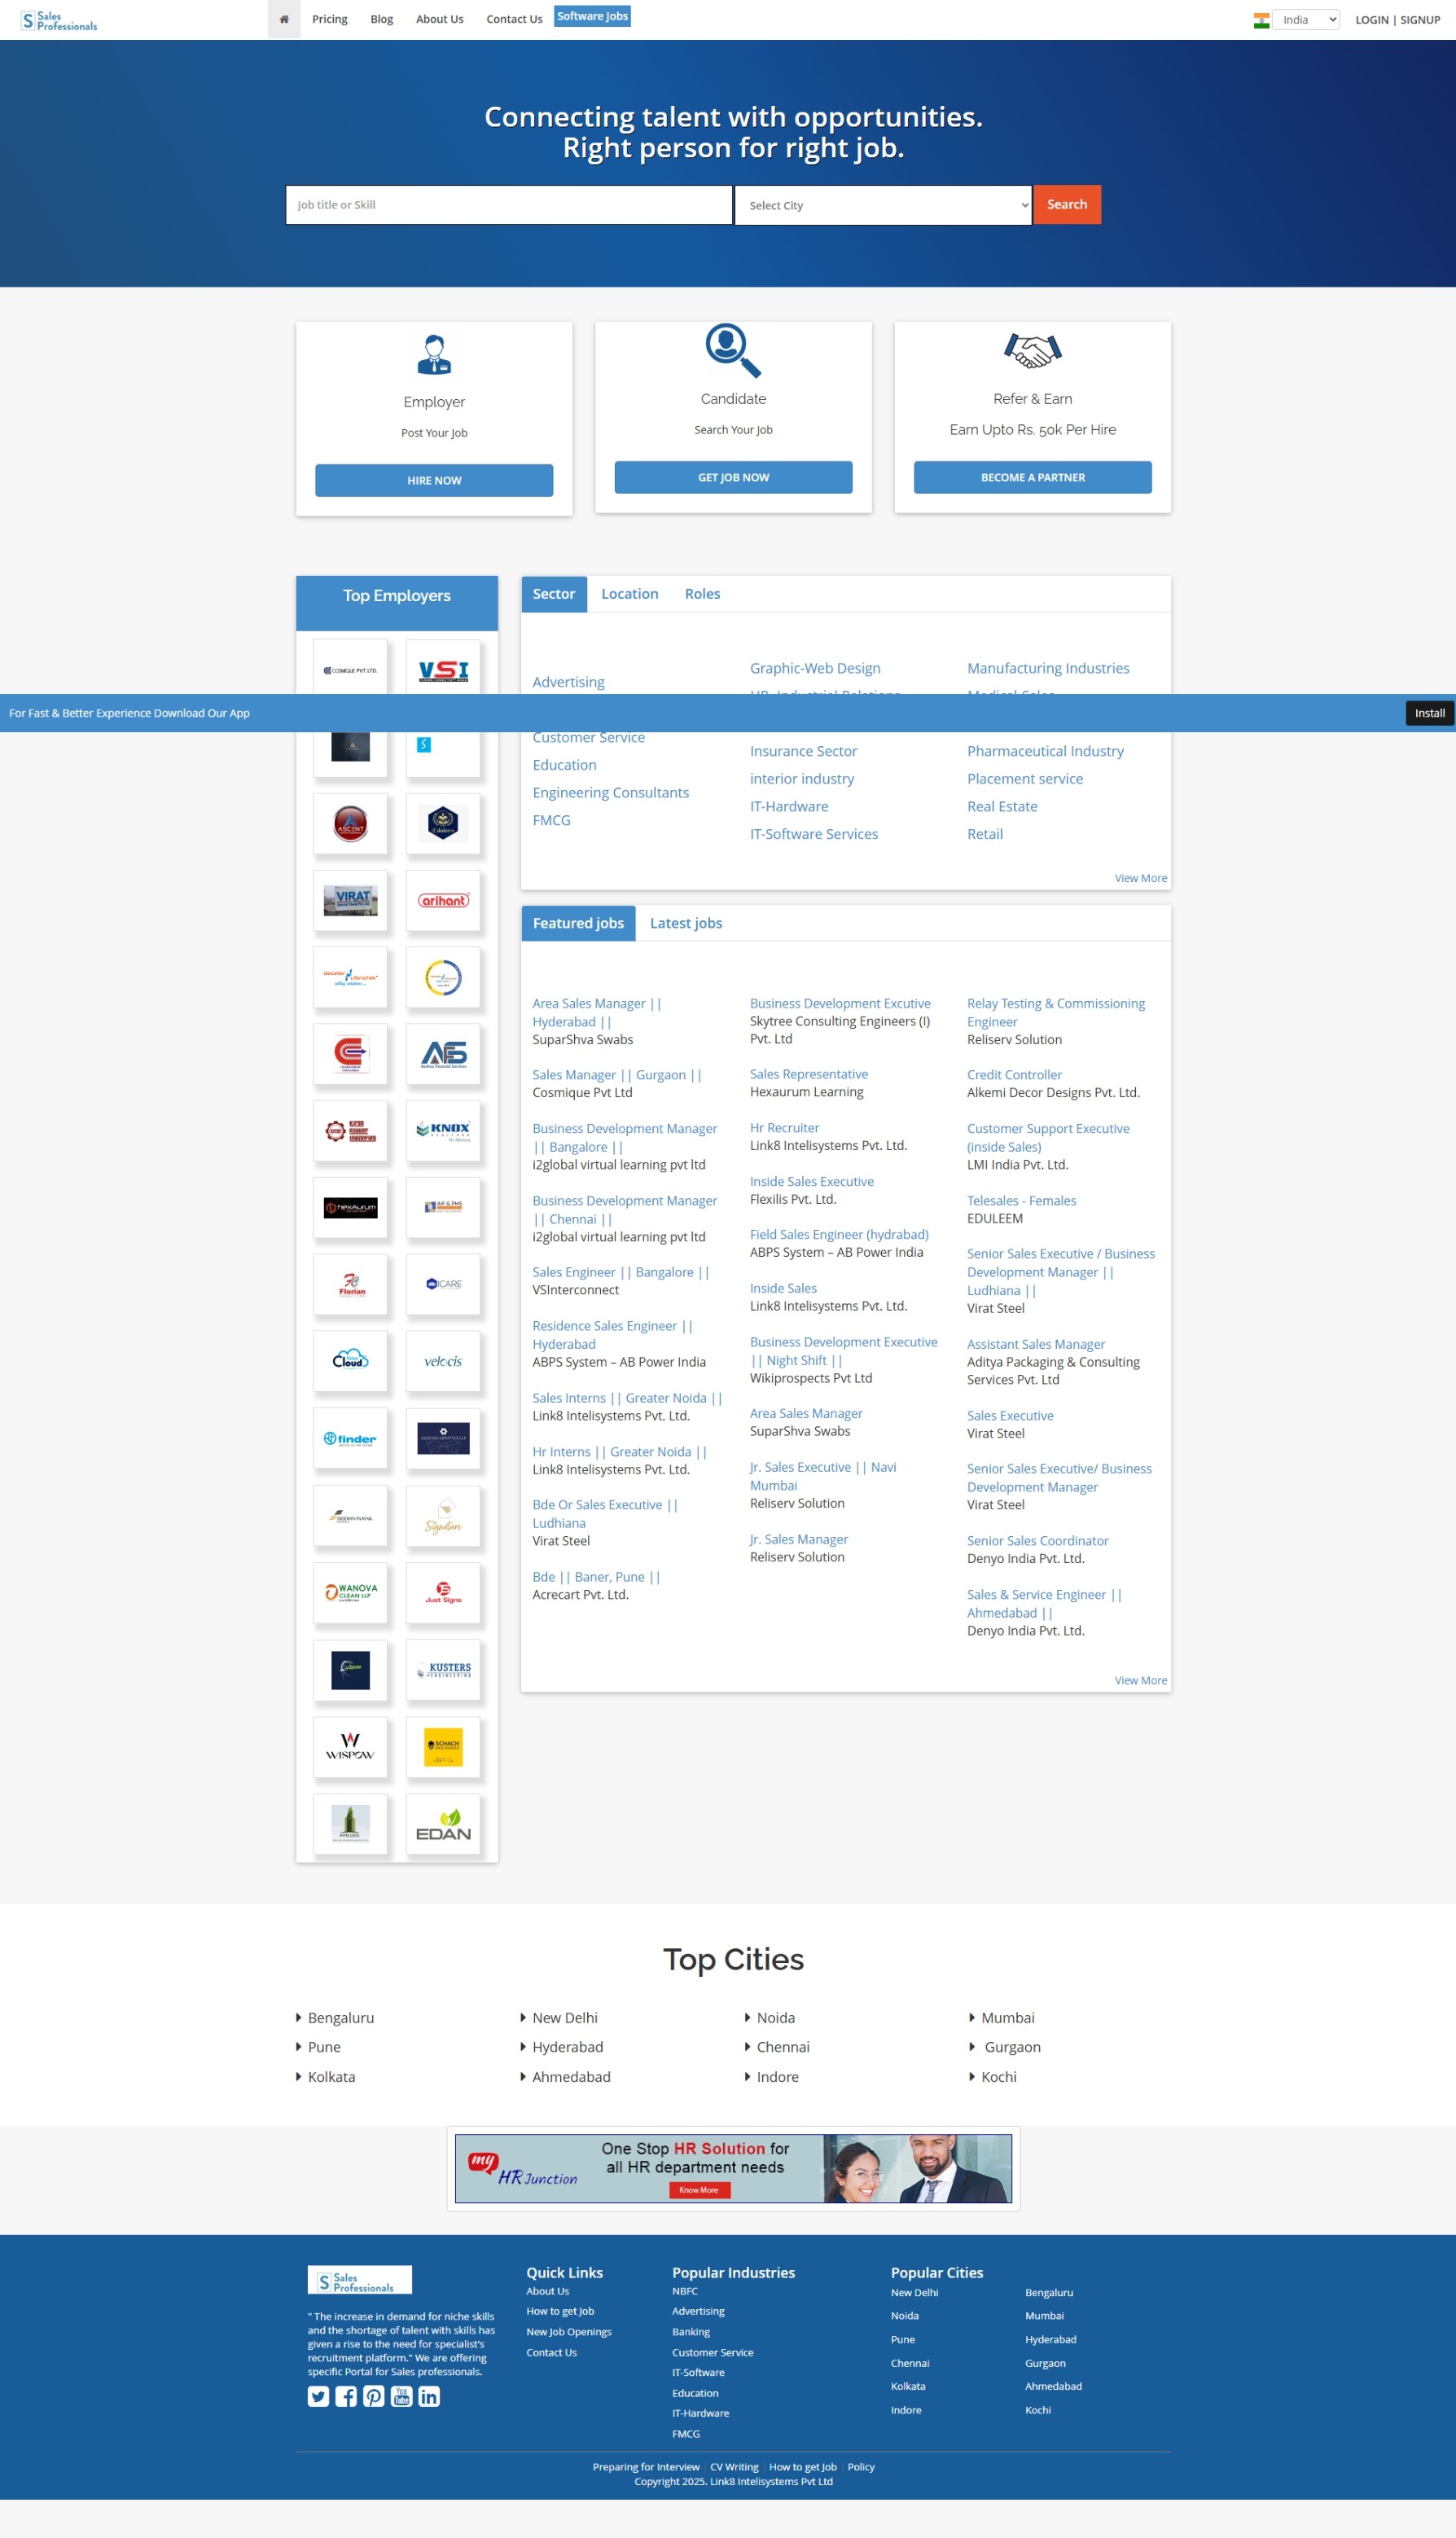 Sales
Professionals
Pricing
Blog
About Us
Contact Us
Software Jobs
India
LOGIN | SIGNUP
Connecting talent with opportunities.
Right person for right job.
Job title or Skill
Select City
Search
Employer
Post Your Job
HIRE NOW
Candidate
Search Your Job
GET JOB NOW
Refer & Earn
Earn Upto Rs. 50k Per Hire
BECOME A PARTNER
Top Employers
COSMIQUE PVT.LTD.
VSI
ASCENT
Eduleem
VIRAT
arihant
AFS
KNOX
hexAurum
AIF & PMS
Florian
ICARE
Cloud
velocis
finder
Signature
WANOVA
CLEAN LLP
Just Signs
KUSTERS
ENGINEERING
WISPOW
SCHACH
EDAN
Sector
Location
Roles
Advertising
Customer Service
Education
Engineering Consultants
FMCG
Graphic-Web Design
Insurance Sector
interior industry
IT-Hardware
IT-Software Services
Manufacturing Industries
Medical Sales
Pharmaceutical Industry
Placement service
Real Estate
Retail
View More
For Fast & Better Experience Download Our App
Install
Featured jobs
Latest jobs
Area Sales Manager ||
Hyderabad ||
SuparShva Swabs
Sales Manager || Gurgaon ||
Cosmique Pvt Ltd
Business Development Manager
|| Bangalore ||
i2global virtual learning pvt ltd
Business Development Manager
|| Chennai ||
i2global virtual learning pvt ltd
Sales Engineer || Bangalore ||
VSInterconnect
Residence Sales Engineer ||
Hyderabad
ABPS System – AB Power India
Sales Interns || Greater Noida ||
Link8 Intelisystems Pvt. Ltd.
Hr Interns || Greater Noida ||
Link8 Intelisystems Pvt. Ltd.
Bde Or Sales Executive ||
Ludhiana
Virat Steel
Bde || Baner, Pune ||
Acrecart Pvt. Ltd.
Business Development Excutive
Skytree Consulting Engineers (I)
Pvt. Ltd
Sales Representative
Hexaurum Learning
Hr Recruiter
Link8 Intelisystems Pvt. Ltd.
Inside Sales Executive
Flexilis Pvt. Ltd.
Field Sales Engineer (hydrabad)
ABPS System – AB Power India
Inside Sales
Link8 Intelisystems Pvt. Ltd.
Business Development Executive
|| Night Shift ||
Wikiprospects Pvt Ltd
Area Sales Manager
SuparShva Swabs
Jr. Sales Executive || Navi
Mumbai
Reliserv Solution
Jr. Sales Manager
Reliserv Solution
Relay Testing & Commissioning
Engineer
Reliserv Solution
Credit Controller
Alkemi Decor Designs Pvt. Ltd.
Customer Support Executive
(inside Sales)
LMI India Pvt. Ltd.
Telesales - Females
EDULEEM
Senior Sales Executive / Business
Development Manager ||
Ludhiana ||
Virat Steel
Assistant Sales Manager
Aditya Packaging & Consulting
Services Pvt. Ltd
Sales Executive
Virat Steel
Senior Sales Executive/ Business
Development Manager
Virat Steel
Senior Sales Coordinator
Denyo India Pvt. Ltd.
Sales & Service Engineer ||
Ahmedabad ||
Denyo India Pvt. Ltd.
View More
Top Cities
Bengaluru
New Delhi
Noida
Mumbai
Pune
Hyderabad
Chennai
Gurgaon
Kolkata
Ahmedabad
Indore
Kochi
my
HR Junction
One Stop HR Solution for
all HR department needs
Know More
Sales
Professionals
" The increase in demand for niche skills
and the shortage of talent with skills has
given a rise to the need for specialist's
recruitment platform." We are offering
specific Portal for Sales professionals.
Quick Links
About Us
How to get Job
New Job Openings
Contact Us
Popular Industries
NBFC
Advertising
Banking
Customer Service
IT-Software
Education
IT-Hardware
FMCG
Popular Cities
New Delhi
Bengaluru
Noida
Mumbai
Pune
Hyderabad
Chennai
Gurgaon
Kolkata
Ahmedabad
Indore
Kochi
Preparing for Interview | CV Writing | How to get Job | Policy
Copyright 2025. Link8 Intelisystems Pvt Ltd